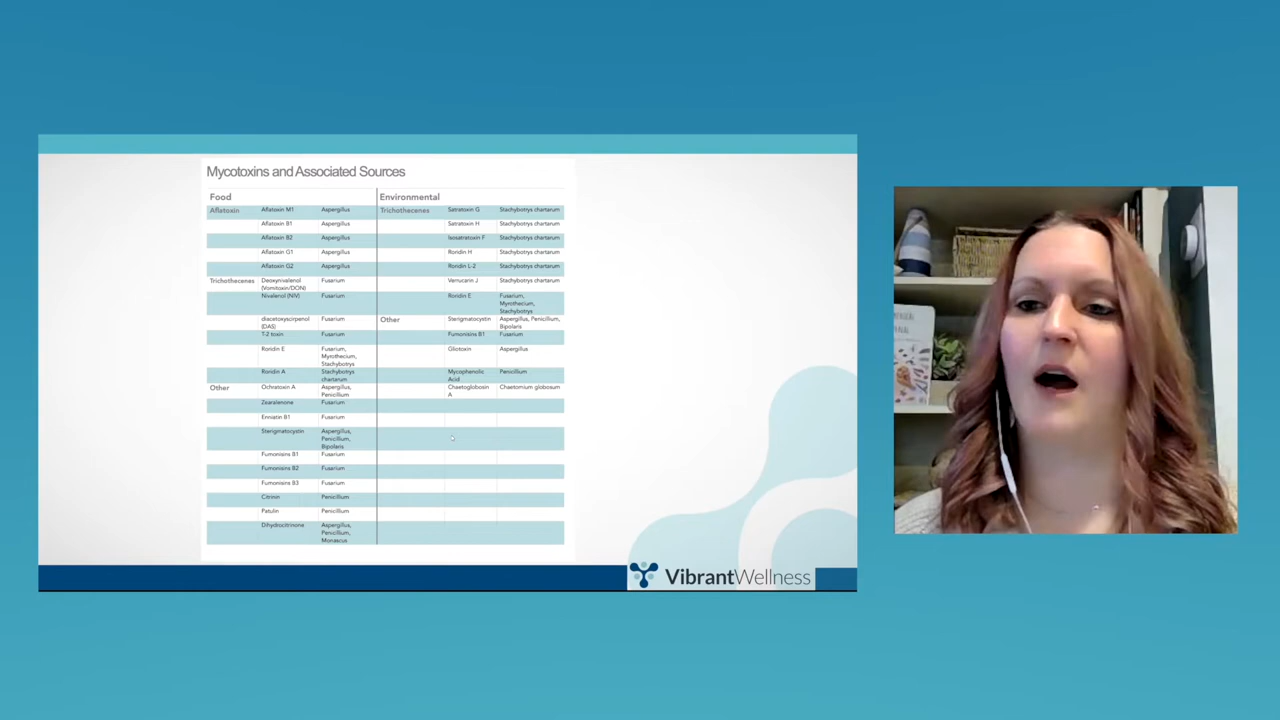 Mycotoxins and Associated Sources
Food
Aflatoxin Aflatoxin M1 Aspergillus
Aflatoxin B1 Aspergillus
Aflatoxin B2 Aspergillus
Aflatoxin G1 Aspergillus
Aflatoxin G2 Aspergillus
Trichothecenes Deoxynivalenol Fusarium
(Vomitoxin/DON)
Nivalenol (NIV) Fusarium
diacetoxyscirpenol Fusarium
(DAS)
T-2 toxin Fusarium
Roridin E Fusarium,
Myrothecium,
Stachybotrys
Roridin A Stachybotrys
chartarum
Other Ochratoxin A Aspergillus,
Penicillium
Zearalenone Fusarium
Enniatin B1 Fusarium
Sterigmatocystin Aspergillus,
Penicillium,
Bipolaris
Fumonisins B1 Fusarium
Fumonisins B2 Fusarium
Fumonisins B3 Fusarium
Citrinin Penicillium
Patulin Penicillium
Dihydrocitrinone Aspergillus,
Penicillium,
Monascus
Environmental
Trichothecenes Satratoxin G Stachybotrys chartarum
Satratoxin H Stachybotrys chartarum
Isosatratoxin F Stachybotrys chartarum
Roridin H Stachybotrys chartarum
Roridin L-2 Stachybotrys chartarum
Verrucarin J Stachybotrys chartarum
Roridin E Fusarium,
Myrothecium,
Stachybotrys
Other Sterigmatocystin Aspergillus, Penicillium,
Bipolaris
Fumonisins B1 Fusarium
Gliotoxin Aspergillus
Mycophenolic Penicillium
Acid
Chaetoglobosin Chaetomium globosum
A
VibrantWellness